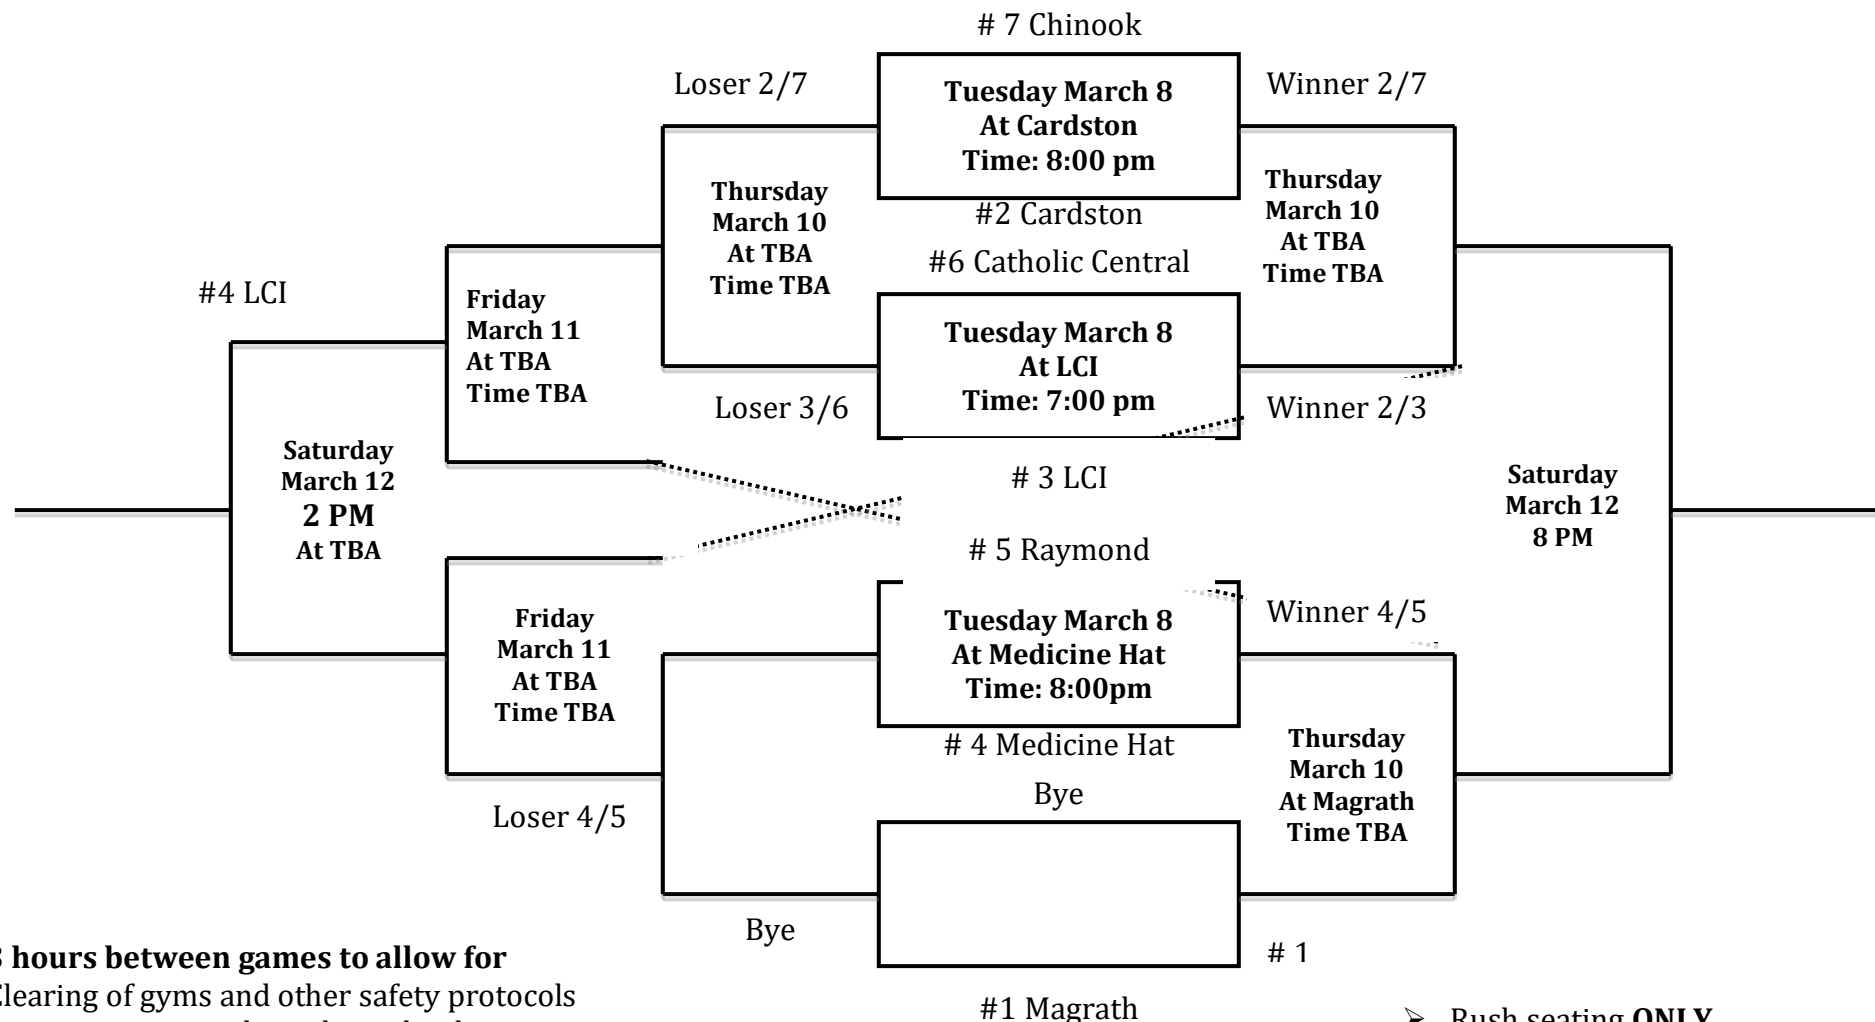 # 7 Chinook
Loser 2/7
Tuesday March 8
At Cardston
Time: 8:00 pm
Winner 2/7
Thursday
March 10
At TBA
Time TBA
#2 Cardston
Thursday
March 10
At TBA
Time TBA
#6 Catholic Central
#4 LCI
Friday
March 11
At TBA
Time TBA
Tuesday March 8
At LCI
Time: 7:00 pm
Loser 3/6
Winner 2/3
Saturday
March 12
2 PM
At TBA
# 3 LCI
Saturday
March 12
8 PM
# 5 Raymond
Friday
March 11
At TBA
Time TBA
Tuesday March 8
At Medicine Hat
Time: 8:00pm
Winner 4/5
# 4 Medicine Hat
Thursday
March 10
At Magrath
Time TBA
Loser 4/5
Bye
Bye
# 1
hours between games to allow for
Clearing of gyms and other safety protocols
#1 Magrath
➢ Rush seating ONLY